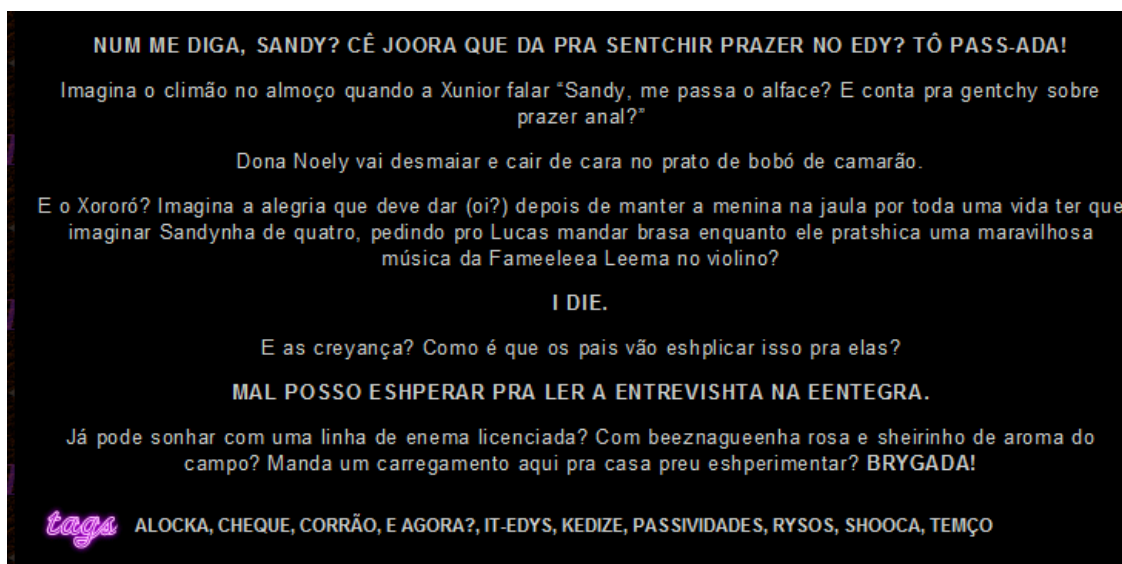 NUM ME DIGA, SANDY? CÊ JOORA QUE DA PRA SENTCHIR PRAZER NO EDY? TÔ PASS-ADA!
Imagina o climão no almoço quando a Xunior falar “Sandy, me passa o alface? E conta pra gentchy sobre
prazer anal?”
Dona Noely vai desmaiar e cair de cara no prato de bobó de camarão.
E o Xororó? Imagina a alegria que deve dar (oi?) depois de manter a menina na jaula por toda uma vida ter que
imaginar Sandynha de quatro, pedindo pro Lucas mandar brasa enquanto ele pratshica uma maravilhosa
música da Fameeleea Leema no violino?
I DIE.
E as creyança? Como é que os pais vão eshplicar isso pra elas?
MAL POSSO ESHPERAR PRA LER A ENTREVISHTA NA EENTEGRA.
Já pode sonhar com uma linha de enema licenciada? Com beeznagueenha rosa e sheirinho de aroma do
campo? Manda um carregamento aqui pra casa preu eshperimentar? BRYGADA!
tags ALOCKA, CHEQUE, CORRÃO, E AGORA?, IT-EDYS, KEDIZE, PASSIVIDADES, RYSOS, SHOOCA, TEMÇO